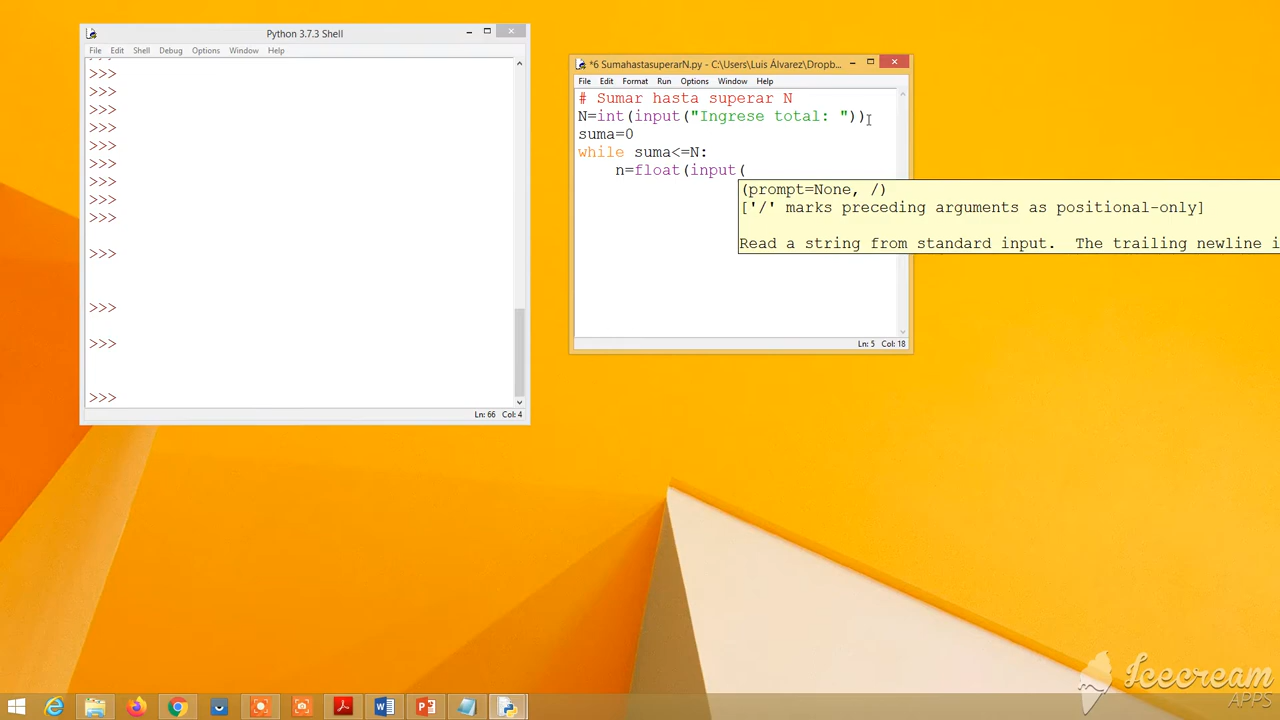 Python 3.7.3 Shell
File Edit Shell Debug Options Window Help
>>>
>>>
>>>
>>>
>>>
>>>
>>>
>>>
>>>
>>>
>>>
>>>
>>>
Ln: 66 Col: 4
*6 SumahastasuperarN.py - C:\Users\Luis Álvarez\Dropb...
File Edit Format Run Options Window Help
# Sumar hasta superar N
N=int(input("Ingrese total: "))
suma=0
while suma<=N:
    n=float(input(
(prompt=None, /)
['/' marks preceding arguments as positional-only]
Read a string from standard input.  The trailing newline i
Ln: 5 Col: 18
Icecream
APPS